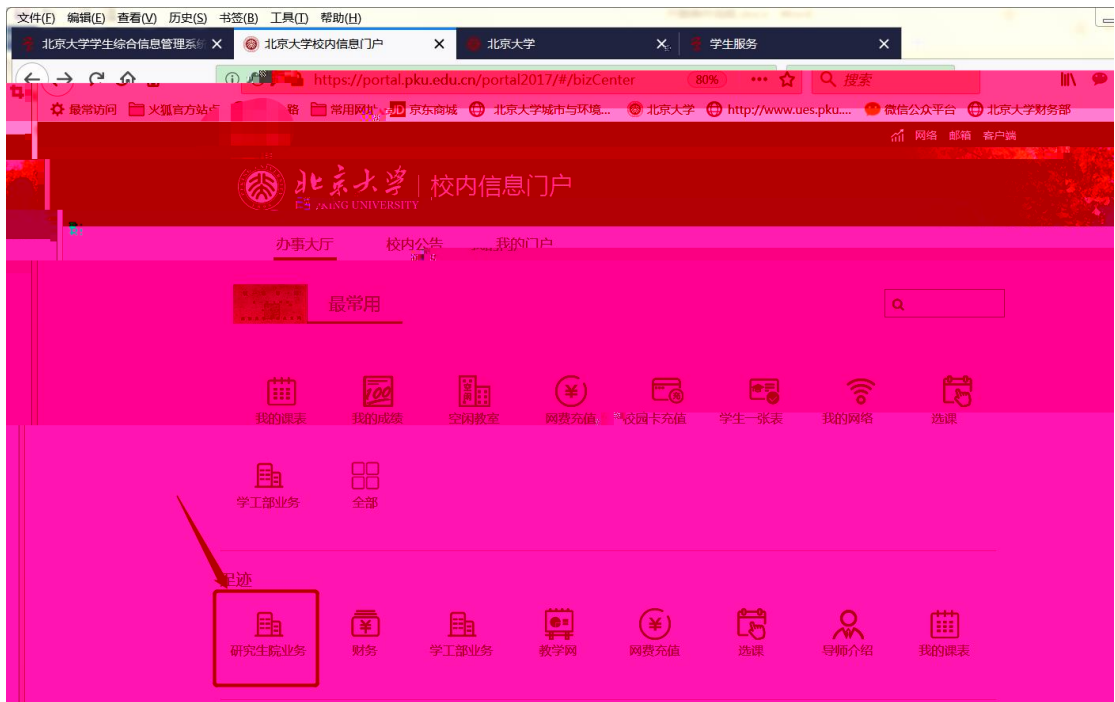 文件(F) 编辑(E) 查看(V) 历史(S) 书签(B) 工具(T) 帮助(H)
北京大学学生综合信息管理系统 北京大学校内信息门户 北京大学 学生服务
https://portal.pku.edu.cn/portal2017/#/bizCenter 80% 搜索
最常访问 火狐官方站点 常用网址 JD 京东商城 北京大学城市与环境... 北京大学 http://www.ues.pku.... 微信公众平台 北京大学财务部
网络 邮箱 客户端
北京大学 校内信息门户
PEKING UNIVERSITY
办事大厅 校内公告 我的门户
最常用
我的课表 我的成绩 空闲教室 网费充值 校园卡充值 学生一张表 我的网络 选课
学工部业务 全部
足迹
研究生院业务 财务 学工部业务 教学网 网费充值 选课 导师介绍 我的课表